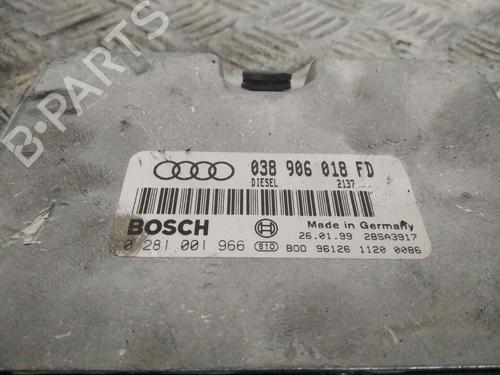 B-PARTS
038 906 018 FD
DIESEL 2137
BOSCH
Made in Germany
26.01.99 28SA3917
0 281 001 966 810 B00 96126 1120 0086